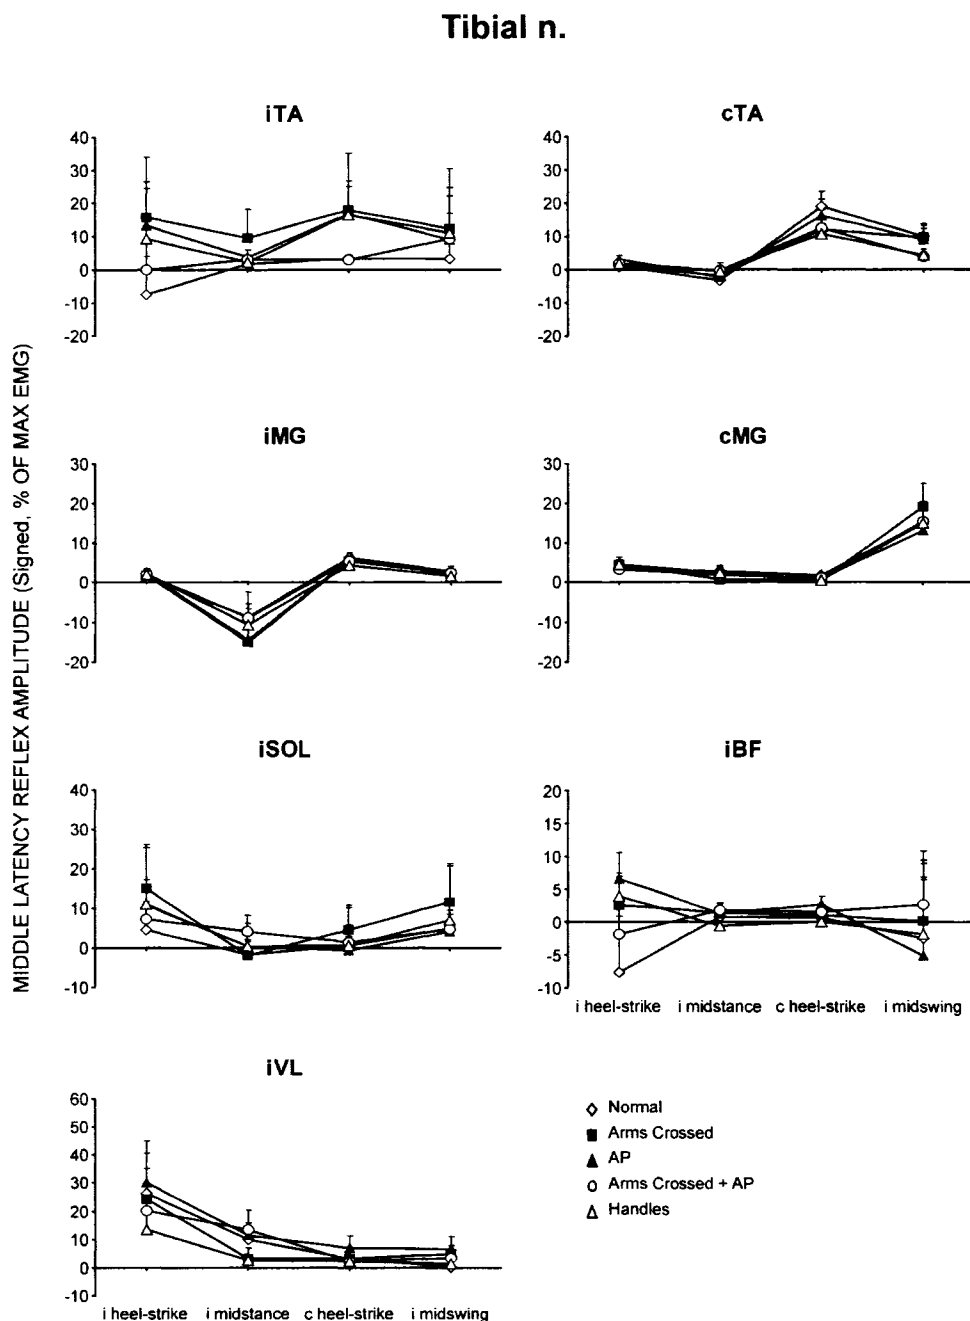 Tibial n.
MIDDLE LATENCY REFLEX AMPLITUDE (Signed, % OF MAX EMG)
iTA
40
30
20
10
0
-10
-20
cTA
40
30
20
10
0
-10
-20
iMG
30
20
10
0
-10
-20
cMG
30
20
10
0
-10
-20
iSOL
40
30
20
10
0
-10
iBF
20
15
10
5
0
-5
-10
i heel-strike i midstance c heel-strike i midswing
iVL
60
50
40
30
20
10
0
-10
i heel-strike i midstance c heel-strike i midswing
Normal
Arms Crossed
AP
Arms Crossed + AP
Handles